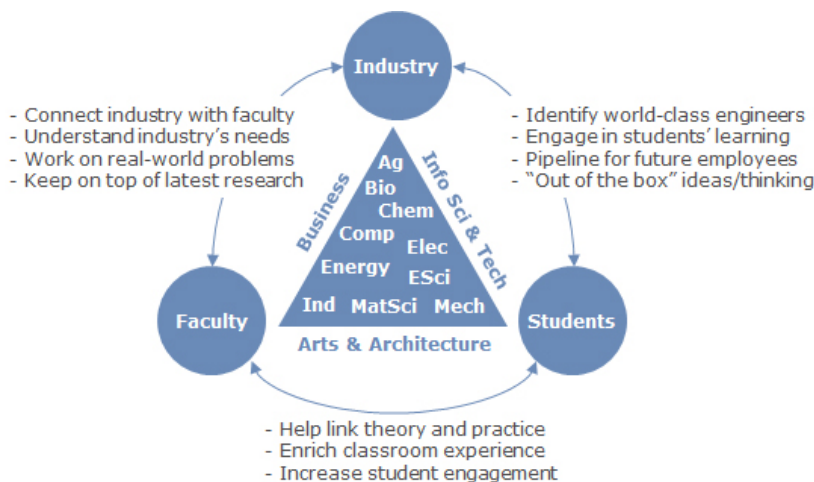 Industry
- Connect industry with faculty
- Understand industry's needs
- Work on real-world problems
- Keep on top of latest research
- Identify world-class engineers
- Engage in students' learning
- Pipeline for future employees
- "Out of the box" ideas/thinking
Business
Info Sci & Tech
Ag
Bio
Chem
Comp
Elec
Energy
ESci
Ind MatSci Mech
Arts & Architecture
Faculty
Students
- Help link theory and practice
- Enrich classroom experience
- Increase student engagement